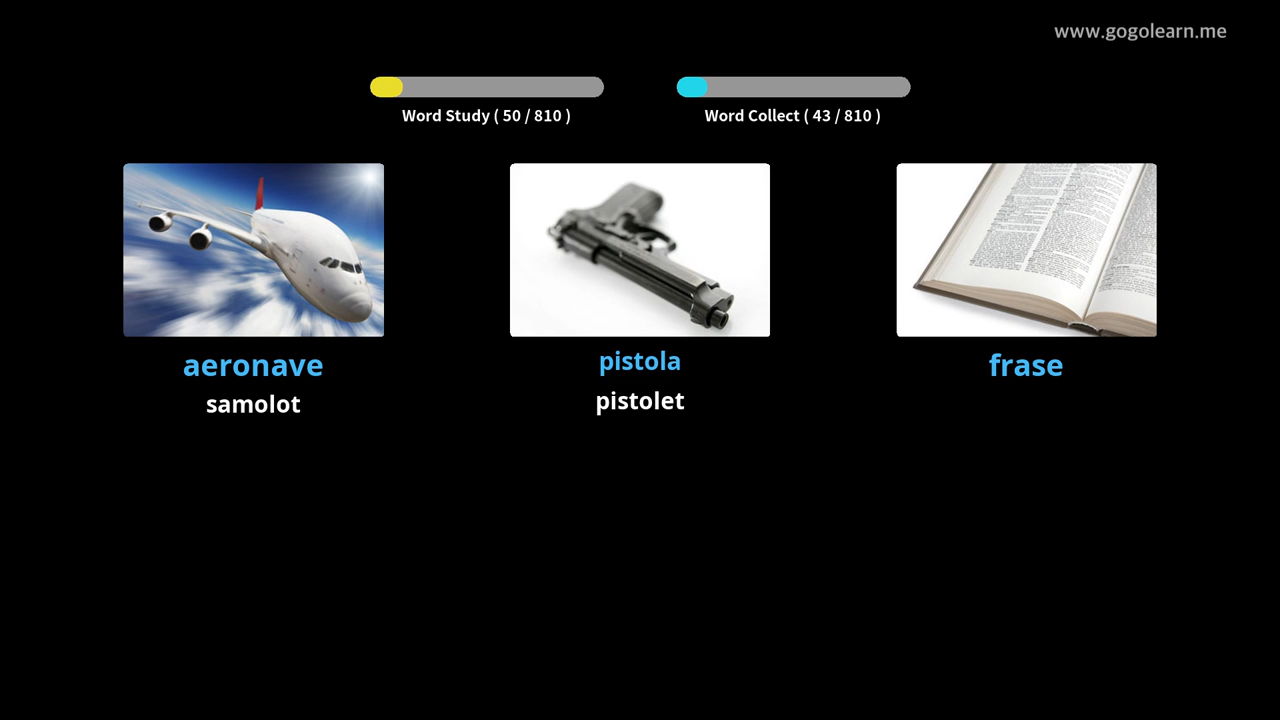 www.gogolearn.me
Word Study ( 50 / 810 )
Word Collect ( 43 / 810 )
aeronave
samolot
pistola
pistolet
frase